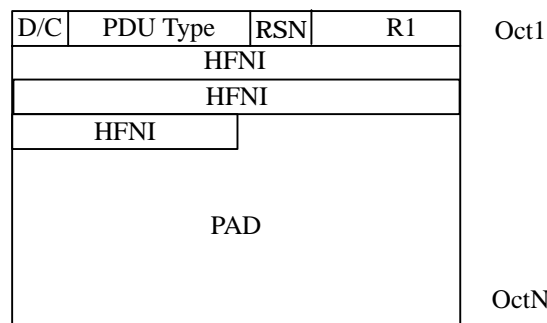 D/C PDU Type RSN R1 Oct1
HFNI
HFNI
HFNI
PAD
OctN